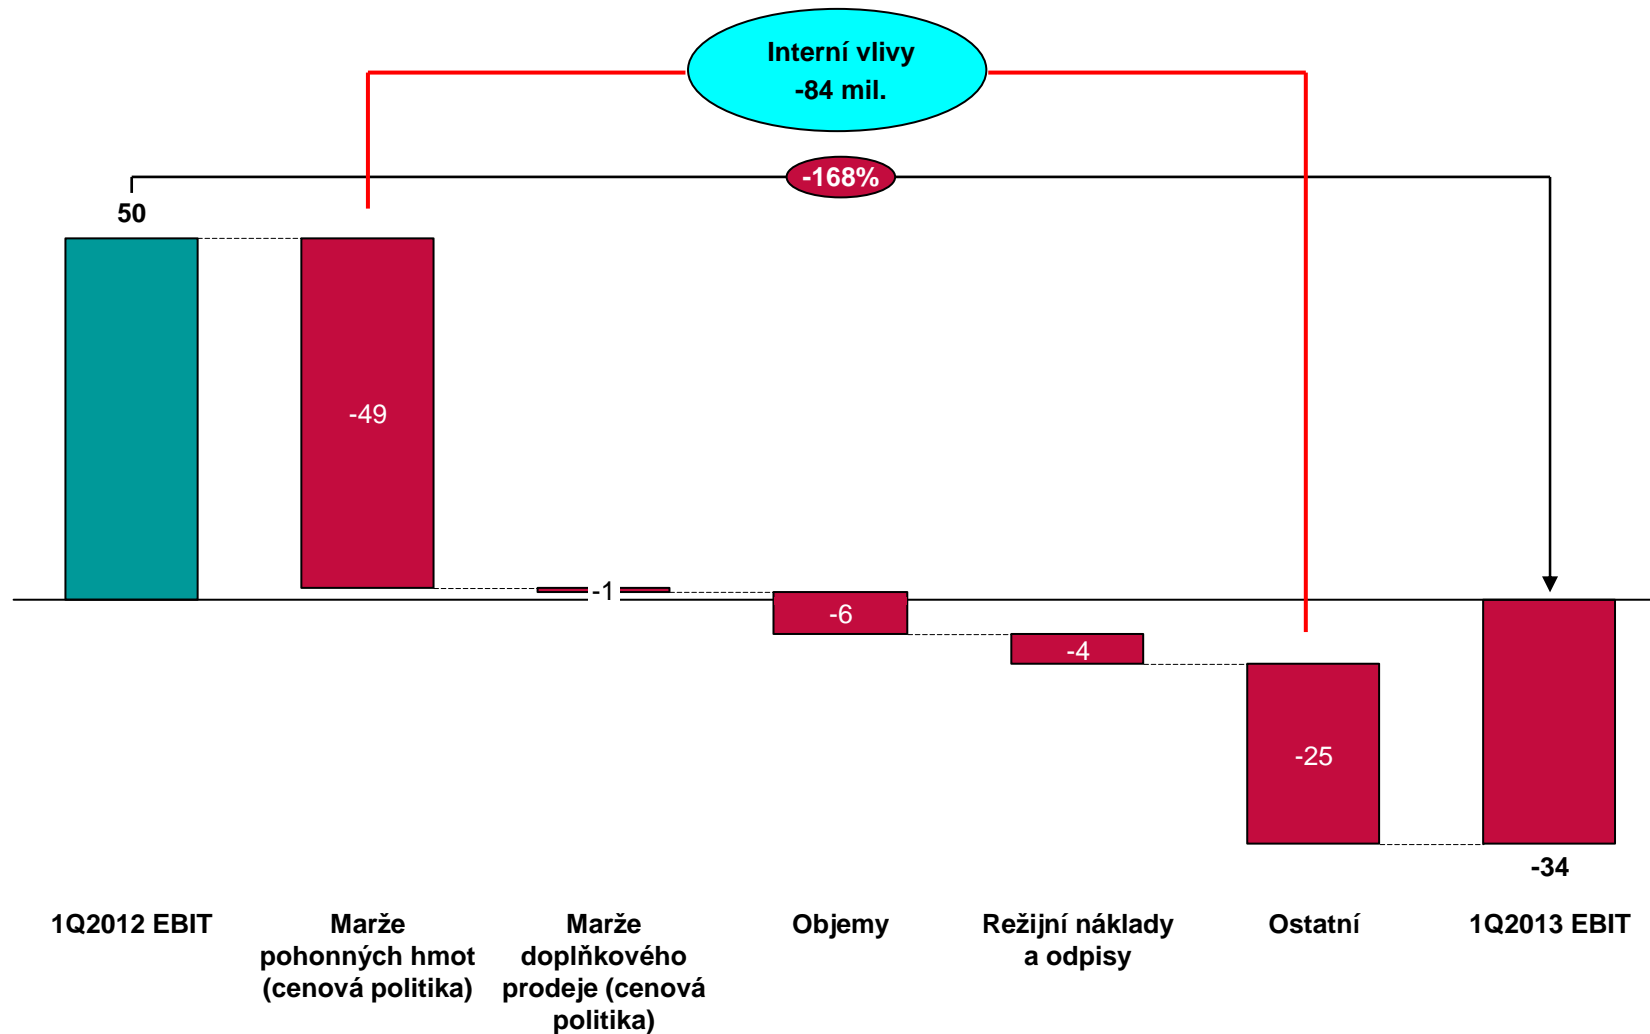 Interní vlivy
-84 mil.
-168%
50
-49
-1
-6
-4
-25
-34
1Q2012 EBIT
Marže
pohonných hmot
(cenová politika)
Marže
doplňkového
prodeje (cenová
politika)
Objemy
Režijní náklady
a odpisy
Ostatní
1Q2013 EBIT